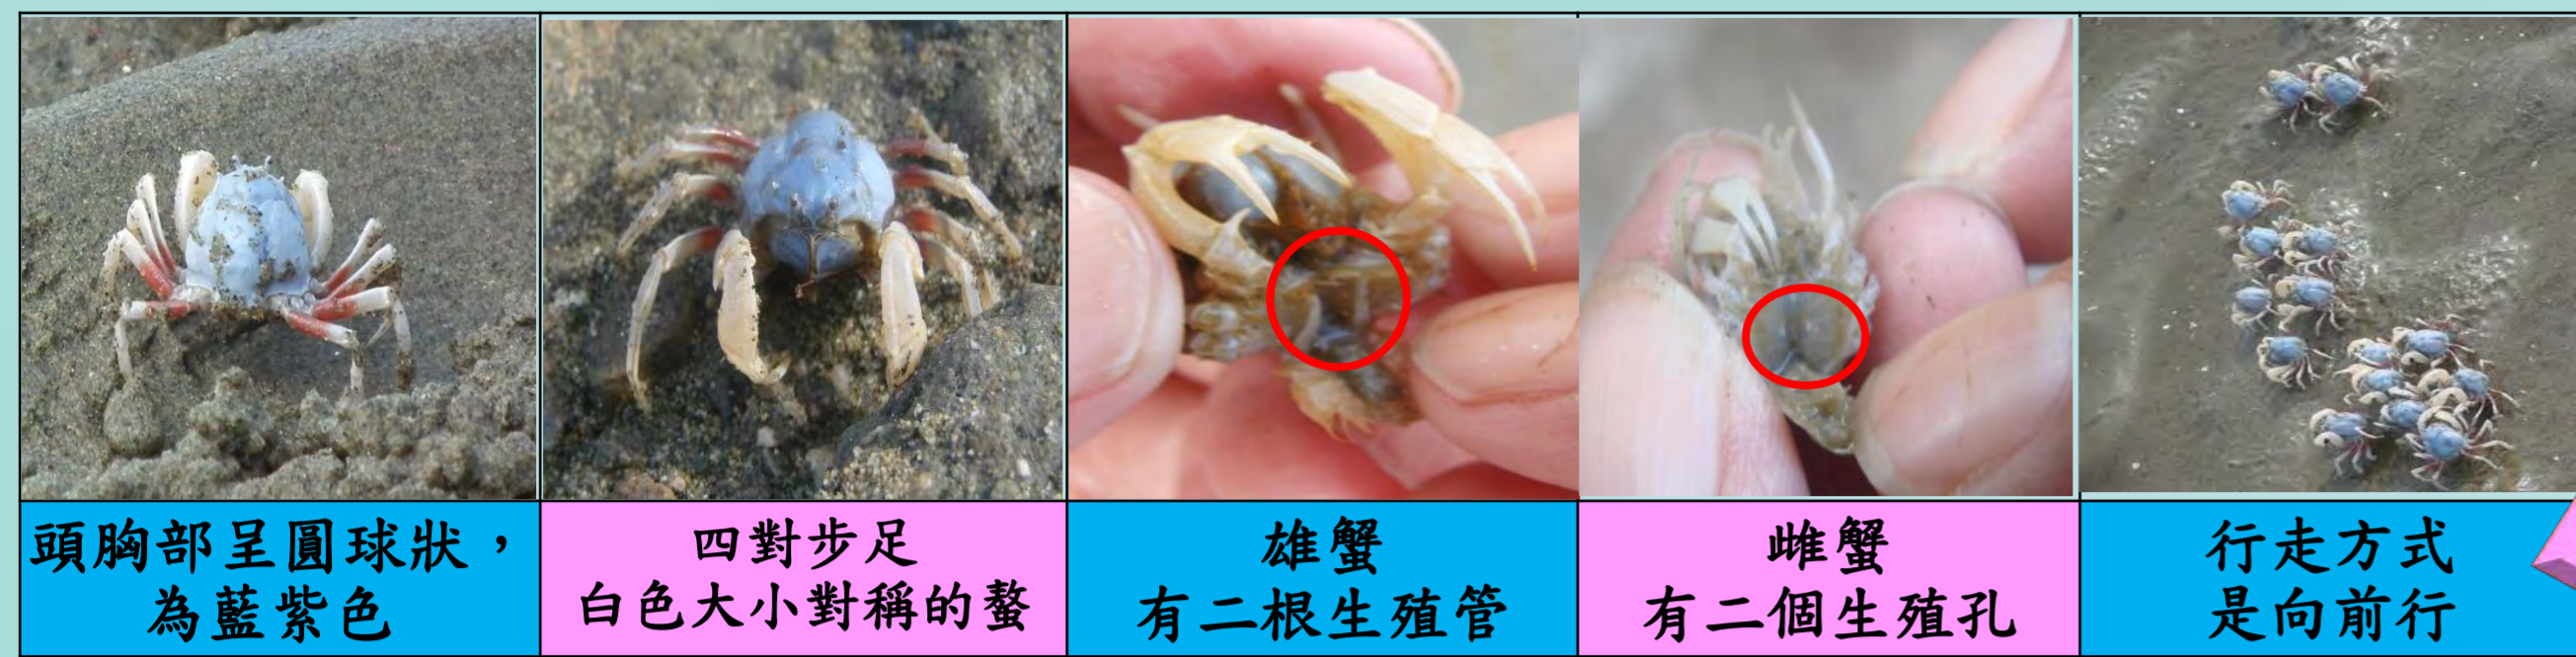 頭胸部呈圓球狀，
為藍紫色
四對步足
白色大小對稱的螯
雄蟹
有二根生殖管
雌蟹
有二個生殖孔
行走方式
是向前行